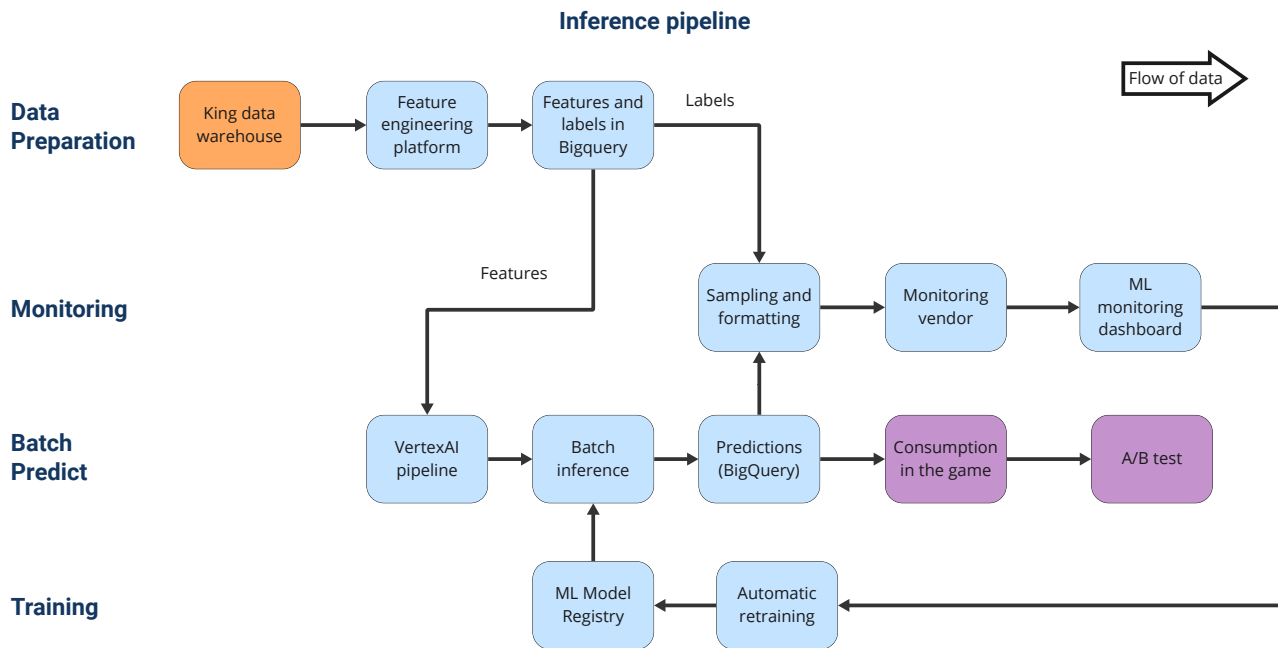 Inference pipeline
Flow of data
Data
Preparation
King data
warehouse
Feature
engineering
platform
Features and
labels in
Bigquery
Labels
Features
Monitoring
Sampling and
formatting
Monitoring
vendor
ML
monitoring
dashboard
Batch
Predict
VertexAI
pipeline
Batch
inference
Predictions
(BigQuery)
Consumption
in the game
A/B test
Training
ML Model
Registry
Automatic
retraining